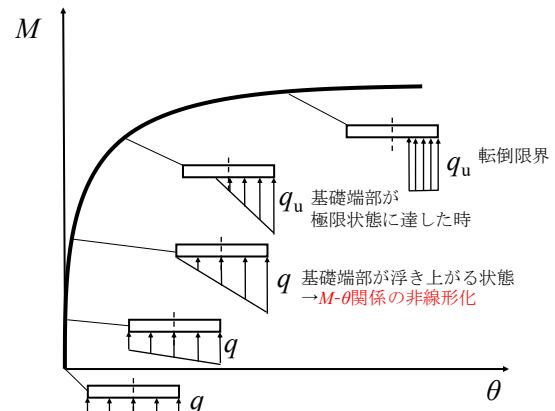 M
q_u 転倒限界
q_u 基礎端部が
極限状態に達した時
q 基礎端部が浮き上がる状態
→M-θ関係の非線形化
q
q
θ